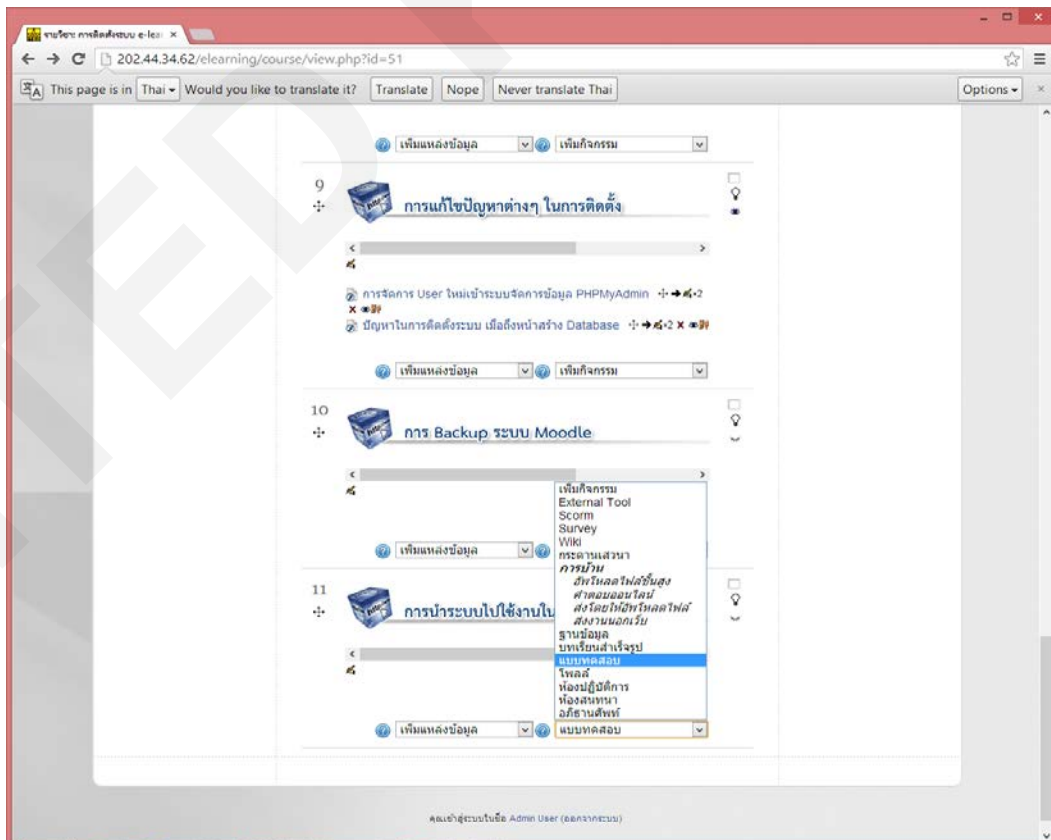 รายวิชา: การติดตั้งระบบ e-lea
202.44.34.62/elearning/course/view.php?id=51
This page is in Thai Would you like to translate it? Translate Nope Never translate Thai Options
เพิ่มแหล่งข้อมูล เพิ่มกิจกรรม
9
การแก้ไขปัญหาต่างๆ ในการติดตั้ง
การจัดการ User ใหม่เข้าระบบจัดการข้อมูล PHPMyAdmin
ปัญหาในการติดตั้งระบบ เมื่อถึงหน้าสร้าง Database
เพิ่มแหล่งข้อมูล เพิ่มกิจกรรม
10
การ Backup ระบบ Moodle
เพิ่มกิจกรรม
External Tool
Scorm
Survey
Wiki
กระดานเสวนา
การบ้าน
อัพโหลดไฟล์ขั้นสูง
คำตอบออนไลน์
ส่งโดยให้อัพโหลดไฟล์
ส่งงานนอกเว็บ
ฐานข้อมูล
บทเรียนสำเร็จรูป
แบบทดสอบ
โพลล์
ห้องปฏิบัติการ
ห้องสนทนา
อภิธานศัพท์
เพิ่มแหล่งข้อมูล
11
การนำระบบไปใช้งานใน
เพิ่มแหล่งข้อมูล แบบทดสอบ
คุณเข้าสู่ระบบในชื่อ Admin User (ออกจากระบบ)